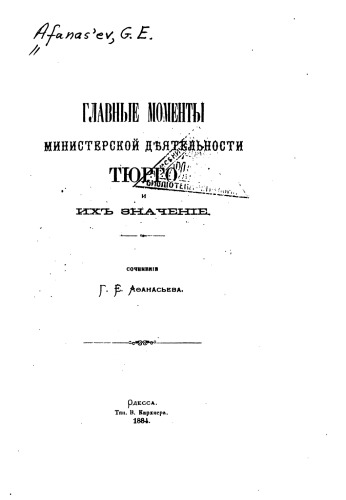 Afanas'ev, G. E.
ГЛАВНЫЕ МОМЕНТЫ
МИНИСТЕРСКОЙ ДѢЯТЕЛЬНОСТИ
ТЮРГО
И
ИХЪ ЗНАЧЕНІЕ.
СОЧИНЕНІЕ
Г. Е. АѲАНАСЬЕВА.
ОДЕССА.
Тип. В. Кирхнера.
1884.